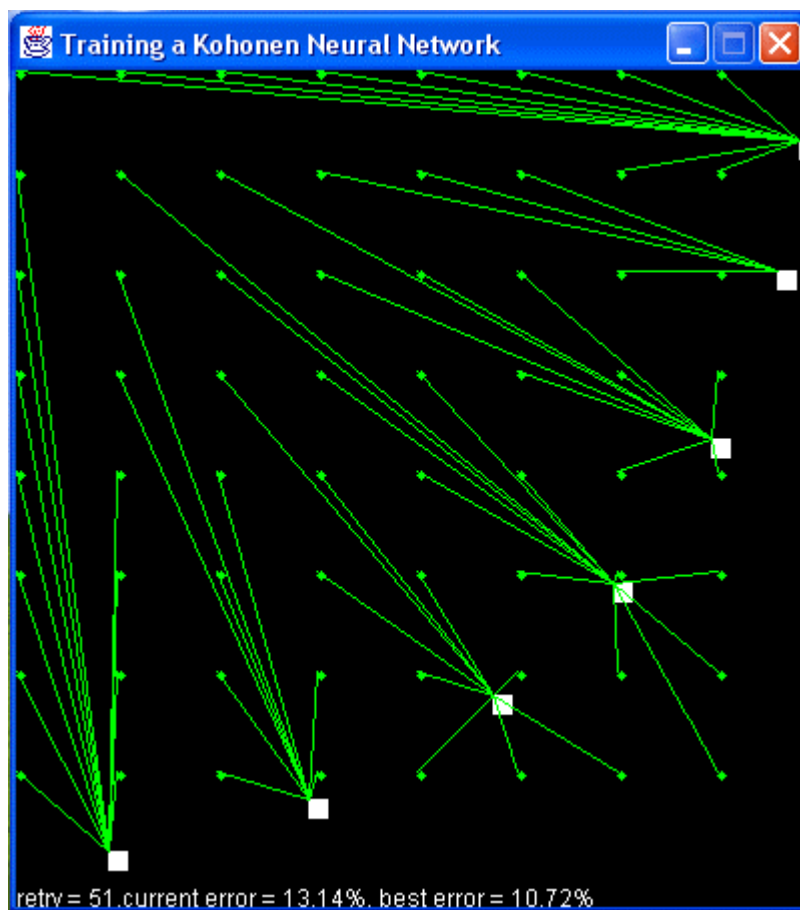 Training a Kohonen Neural Network
retry = 51,current error = 13.14%, best error = 10.72%